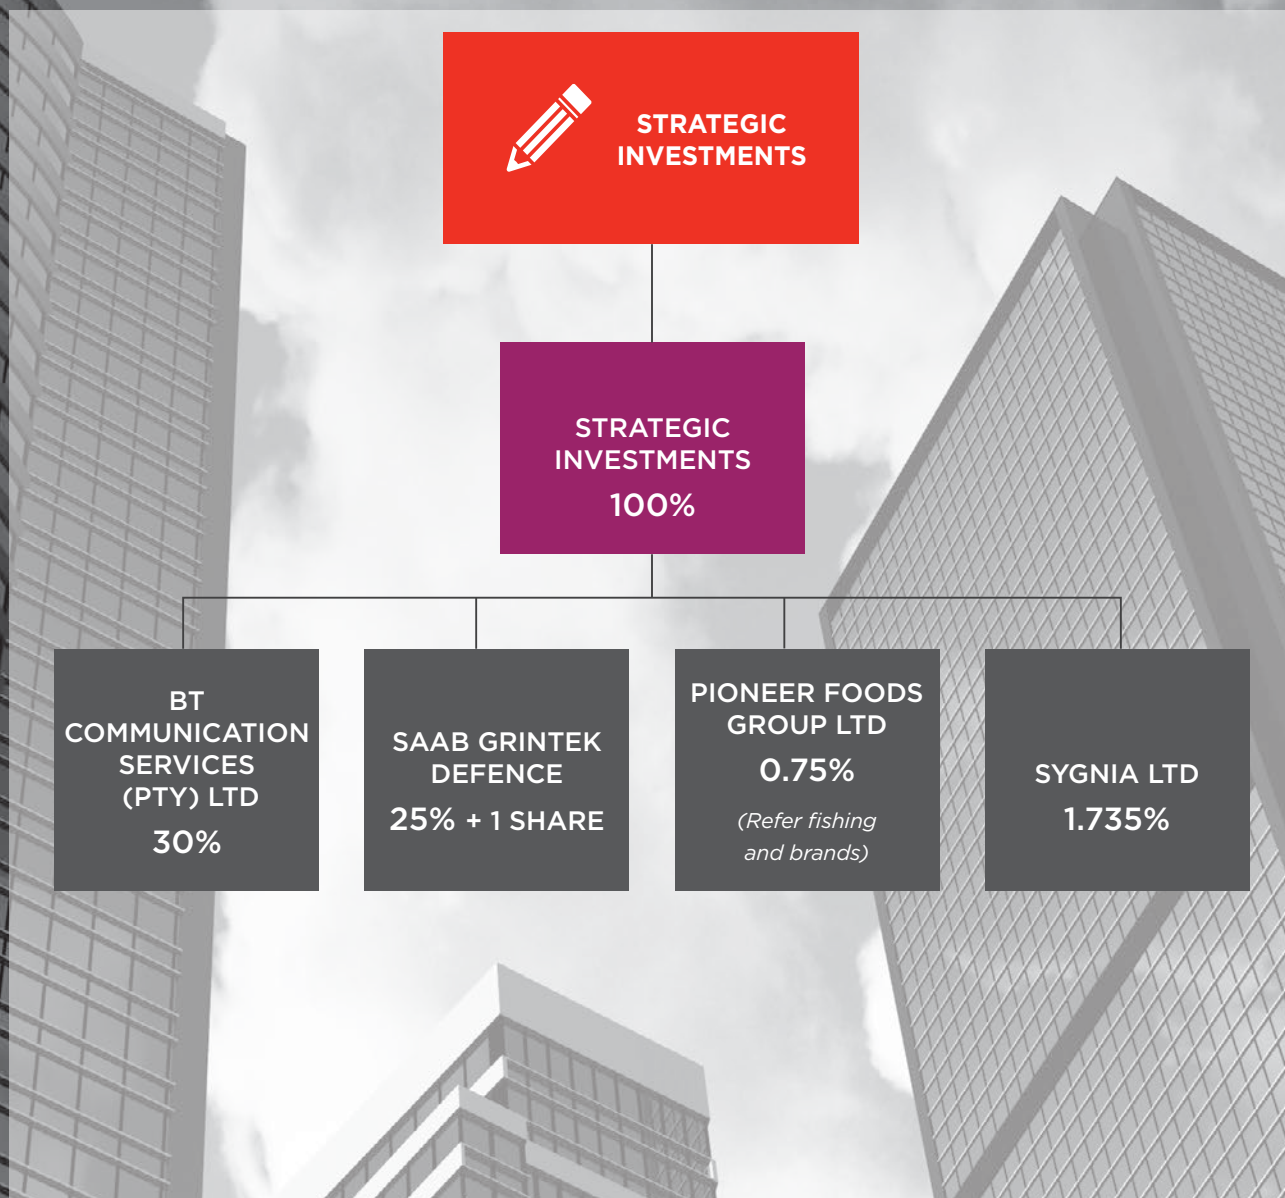 STRATEGIC
INVESTMENTS
STRATEGIC
INVESTMENTS
100%
BT
COMMUNICATION
SERVICES
(PTY) LTD
30%
SAAB GRINTEK
DEFENCE
25% + 1 SHARE
PIONEER FOODS
GROUP LTD
0.75%
(Refer fishing
and brands)
SYGNIA LTD
1.735%